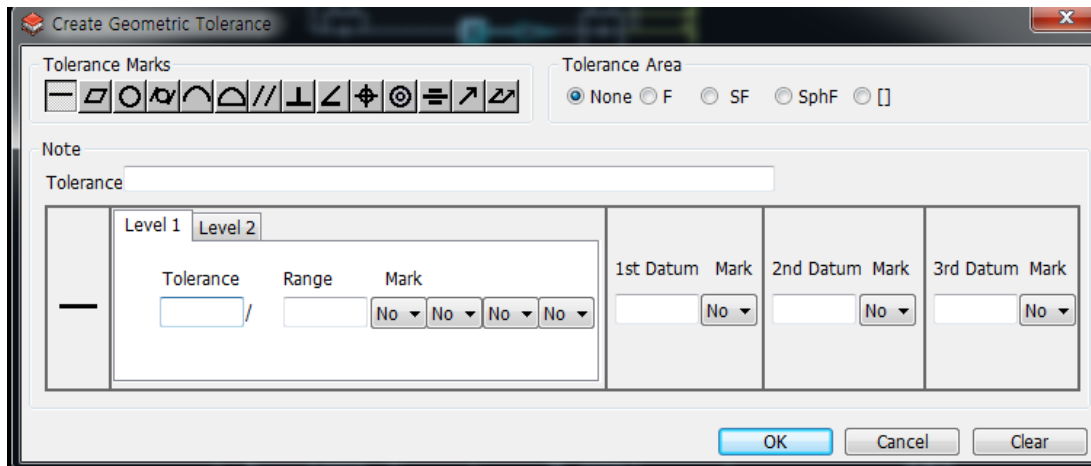 Create Geometric Tolerance
Tolerance Marks
Tolerance Area
None F SF SphF []
Note
Tolerance
Level 1 Level 2
Tolerance Range Mark
/ No No No No
1st Datum Mark 2nd Datum Mark 3rd Datum Mark
No No No
OK Cancel Clear